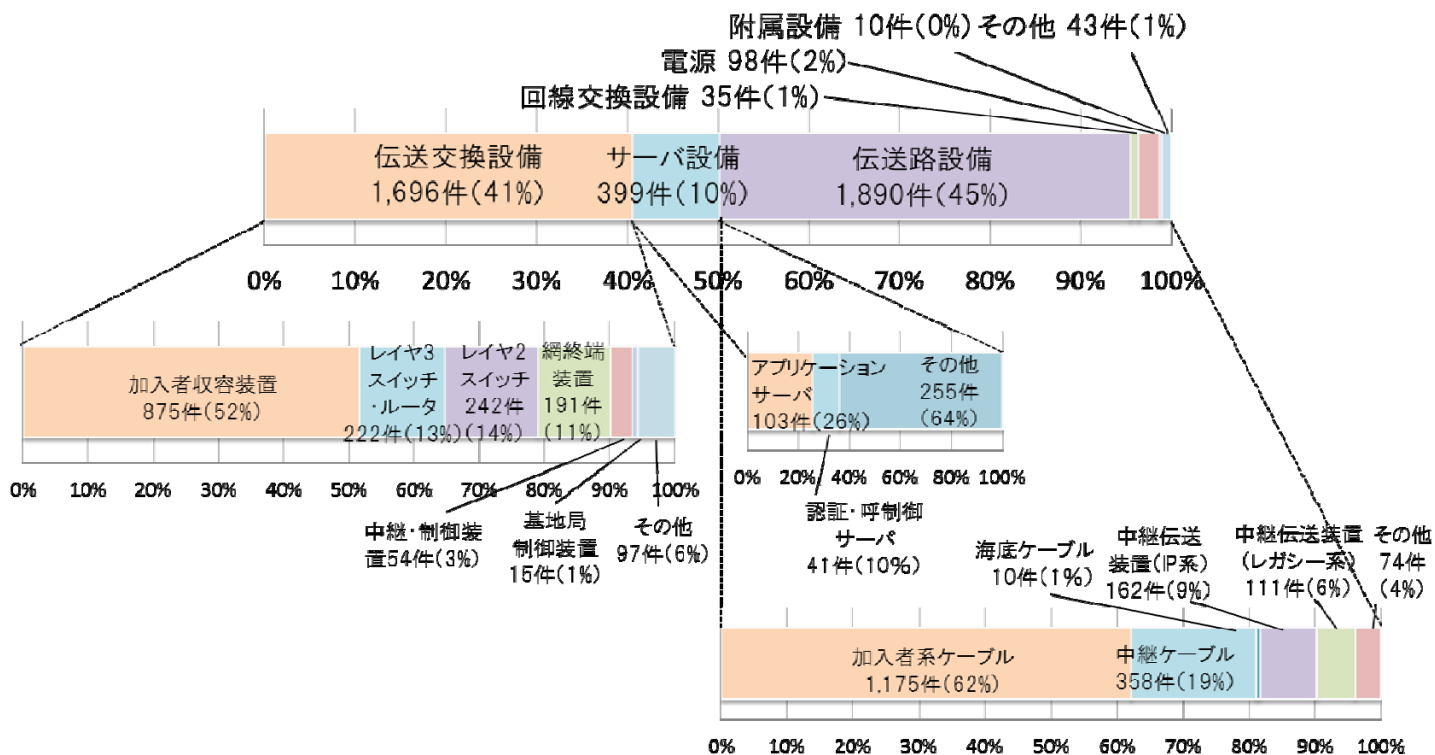 附属設備 10件(0%) その他 43件(1%)
電源 98件(2%)
回線交換設備 35件(1%)
伝送交換設備
1,696件(41%)
サーバ設備
399件(10%)
伝送路設備
1,890件(45%)
0% 10% 20% 30% 40% 50% 60% 70% 80% 90% 100%
加入者収容装置
875件(52%)
レイヤ3
スイッチ
・ルータ
222件(13%)
レイヤ2
スイッチ
242件
(14%)
網終端
装置
191件
(11%)
0% 10% 20% 30% 40% 50% 60% 70% 80% 90% 100%
中継・制御装
置54件(3%)
基地局
制御装置
15件(1%)
その他
97件(6%)
アプリケーション
サーバ
103件(26%)
その他
255件
(64%)
0% 20% 40% 60% 80% 100%
認証・呼制御
サーバ
41件(10%)
海底ケーブル
10件(1%)
中継伝送
装置(IP系)
162件(9%)
中継伝送装置
(レガシー系)
111件(6%)
その他
74件
(4%)
加入者系ケーブル
1,175件(62%)
中継ケーブル
358件(19%)
0% 10% 20% 30% 40% 50% 60% 70% 80% 90% 100%